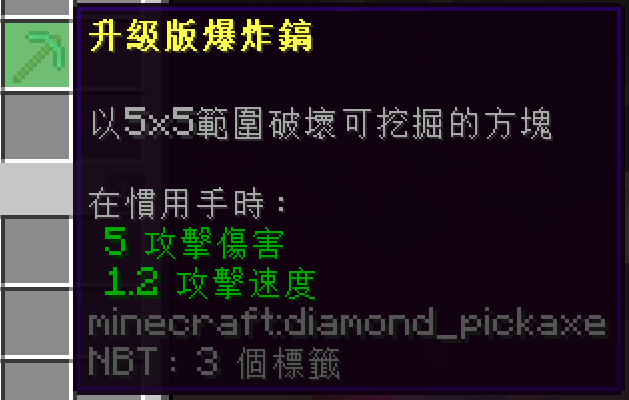 升級版爆炸鎬
以5x5範圍破壞可挖掘的方塊
在慣用手時：
5 攻擊傷害
1.2 攻擊速度
minecraft:diamond_pickaxe
NBT：3 個標籤